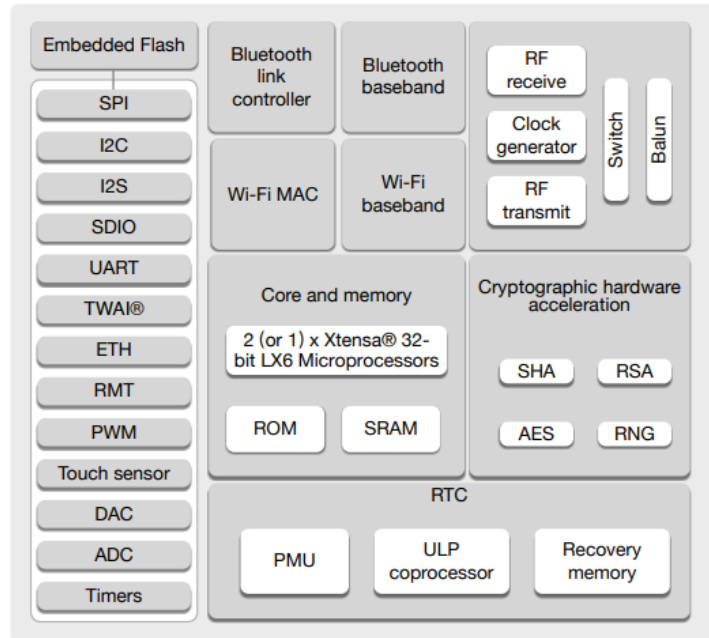 Embedded Flash
SPI
I2C
I2S
SDIO
UART
TWAI®
ETH
RMT
PWM
Touch sensor
DAC
ADC
Timers
Bluetooth
link
controller
Bluetooth
baseband
Wi-Fi MAC
Wi-Fi
baseband
RF
receive
Clock
generator
RF
transmit
Switch
Balun
Core and memory
2 (or 1) x Xtensa® 32-
bit LX6 Microprocessors
ROM
SRAM
Cryptographic hardware
acceleration
SHA
RSA
AES
RNG
RTC
PMU
ULP
coprocessor
Recovery
memory